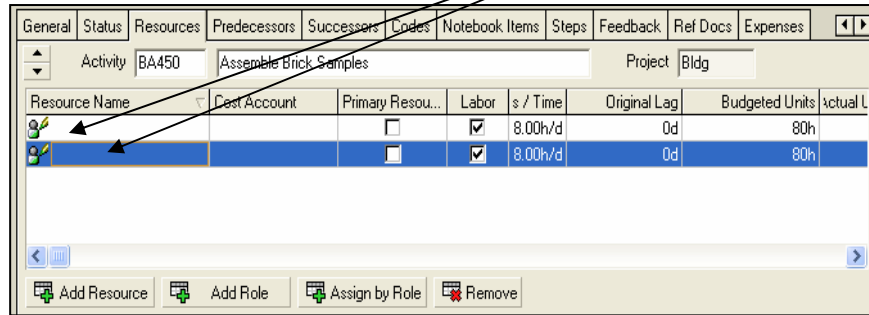 General Status Resources Predecessors Successors Codes Notebook Items Steps Feedback Ref Docs Expenses
Activity BA450 Assemble Brick Samples Project Bldg
Resource Name Cost Account Primary Resou... Labor s / Time Original Lag Budgeted Units Actual U
8.00h/d 0d 80h
8.00h/d 0d 80h
Add Resource Add Role Assign by Role Remove